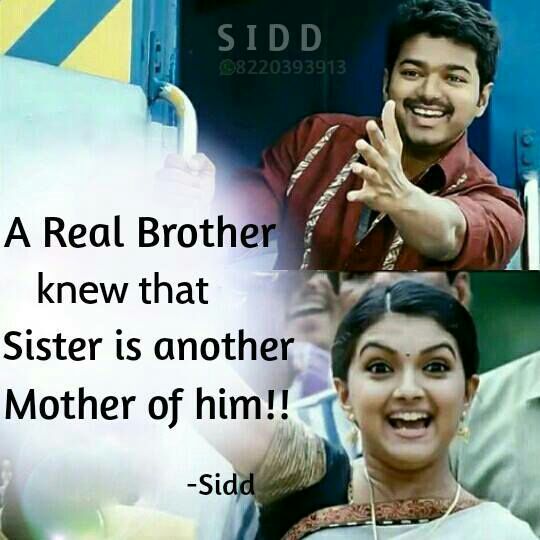 SIDD
8220393913
A Real Brother
knew that
Sister is another
Mother of him!!
-Sidd